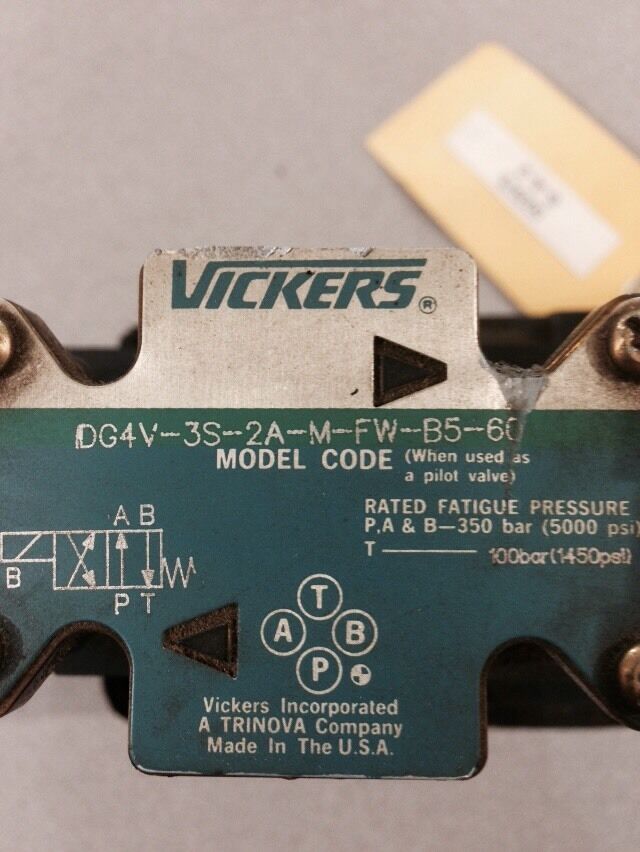 VICKERS®
DG4V-3S-2A-M-FW-B5-60
MODEL CODE (When used as
a pilot valve)
RATED FATIGUE PRESSURE
P,A & B—350 bar (5000 psi)
T 100bar(1450psi)
A B
B
P T
T
A B
P
Vickers Incorporated
A TRINOVA Company
Made In The U.S.A.